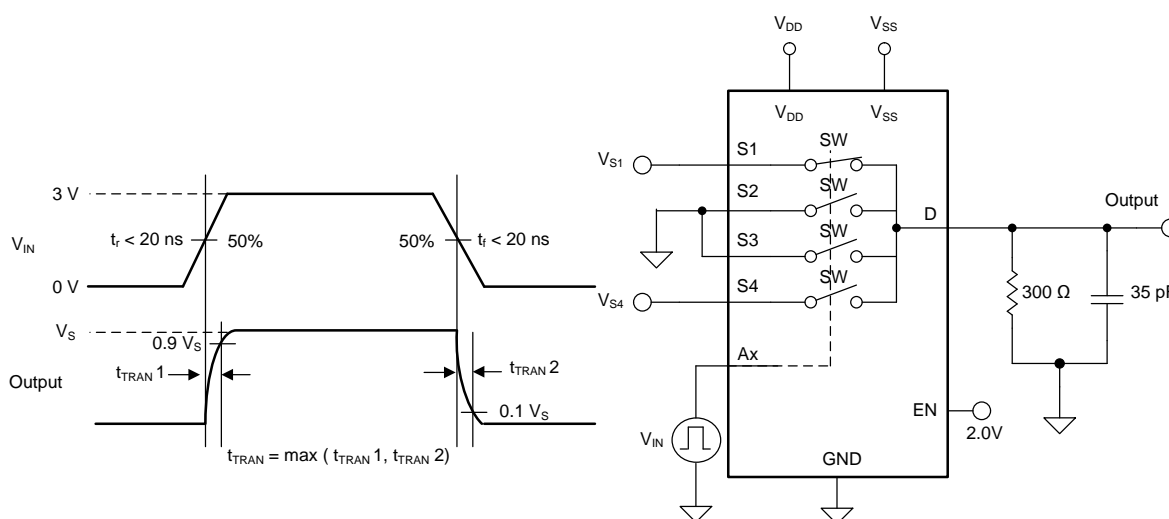 3 V
V_IN
t_r < 20 ns
50%
50%
t_f < 20 ns
0 V
V_S
0.9 V_S
Output
t_TRAN 1
t_TRAN 2
0.1 V_S
t_TRAN = max ( t_TRAN 1, t_TRAN 2)
V_DD
V_SS
V_DD
V_SS
V_S1
S1
SW
S2
SW
S3
SW
V_S4
S4
SW
D
Output
300 Ω
35 pF
Ax
V_IN
EN
2.0V
GND